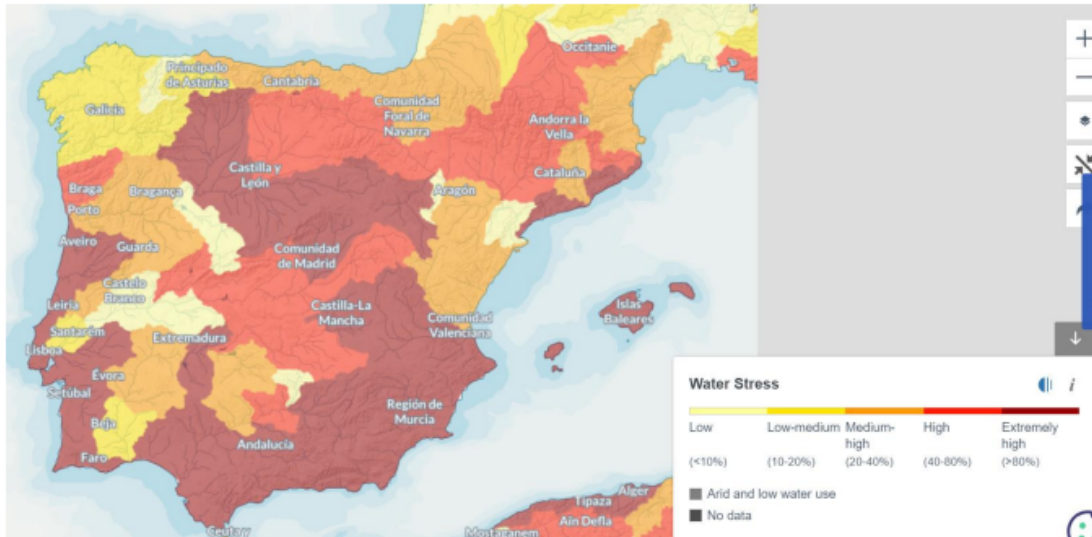 Occitanie
Principado
de Asturias
Cantabria
Galicia
Comunidad
Foral de
Navarra
Andorra la
Vella
Castilla y
León
Cataluña
Braga
Bragança
Aragón
Porto
Aveiro
Guarda
Comunidad
de Madrid
Castelo
Branco
Leiria
Castilla-La
Mancha
Islas
Baleares
Santarém
Extremadura
Comunidad
Valenciana
Lisboa
Évora
Setúbal
Beja
Región de
Murcia
Andalucía
Faro
Alger
Tipaza
Aïn Defla
Mostaganem
Ceuta y
Water Stress
i
Low
Low-medium
Medium-
high
High
Extremely
high
(<10%)
(10-20%)
(20-40%)
(40-80%)
(>80%)
Arid and low water use
No data